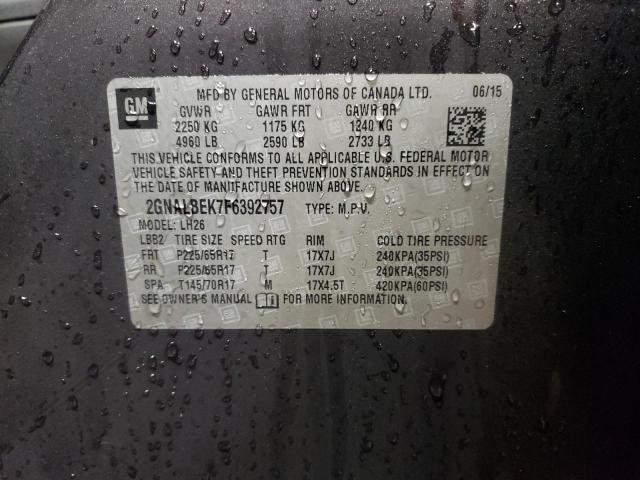 GM
MFD BY GENERAL MOTORS OF CANADA LTD. 06/15
GVWR GAWR FRT GAWR RR
2250 KG 1175 KG 1240 KG
4960 LB 2590 LB 2733 LB
THIS VEHICLE CONFORMS TO ALL APPLICABLE U.S. FEDERAL MOTOR
VEHICLE SAFETY AND THEFT PREVENTION STANDARDS IN EFFECT ON
THE DATE OF MANUFACTURE SHOWN ABOVE.
2GNALBEK7F6392757 TYPE: M.P.V.
MODEL: LH26
LBB2 TIRE SIZE SPEED RTG RIM COLD TIRE PRESSURE
FRT P225/65R17 T 17X7J 240KPA(35PSI)
RR P225/65R17 T 17X7J 240KPA(35PSI)
SPA T145/70R17 M 17X4.5T 420KPA(60PSI)
SEE OWNER'S MANUAL FOR MORE INFORMATION